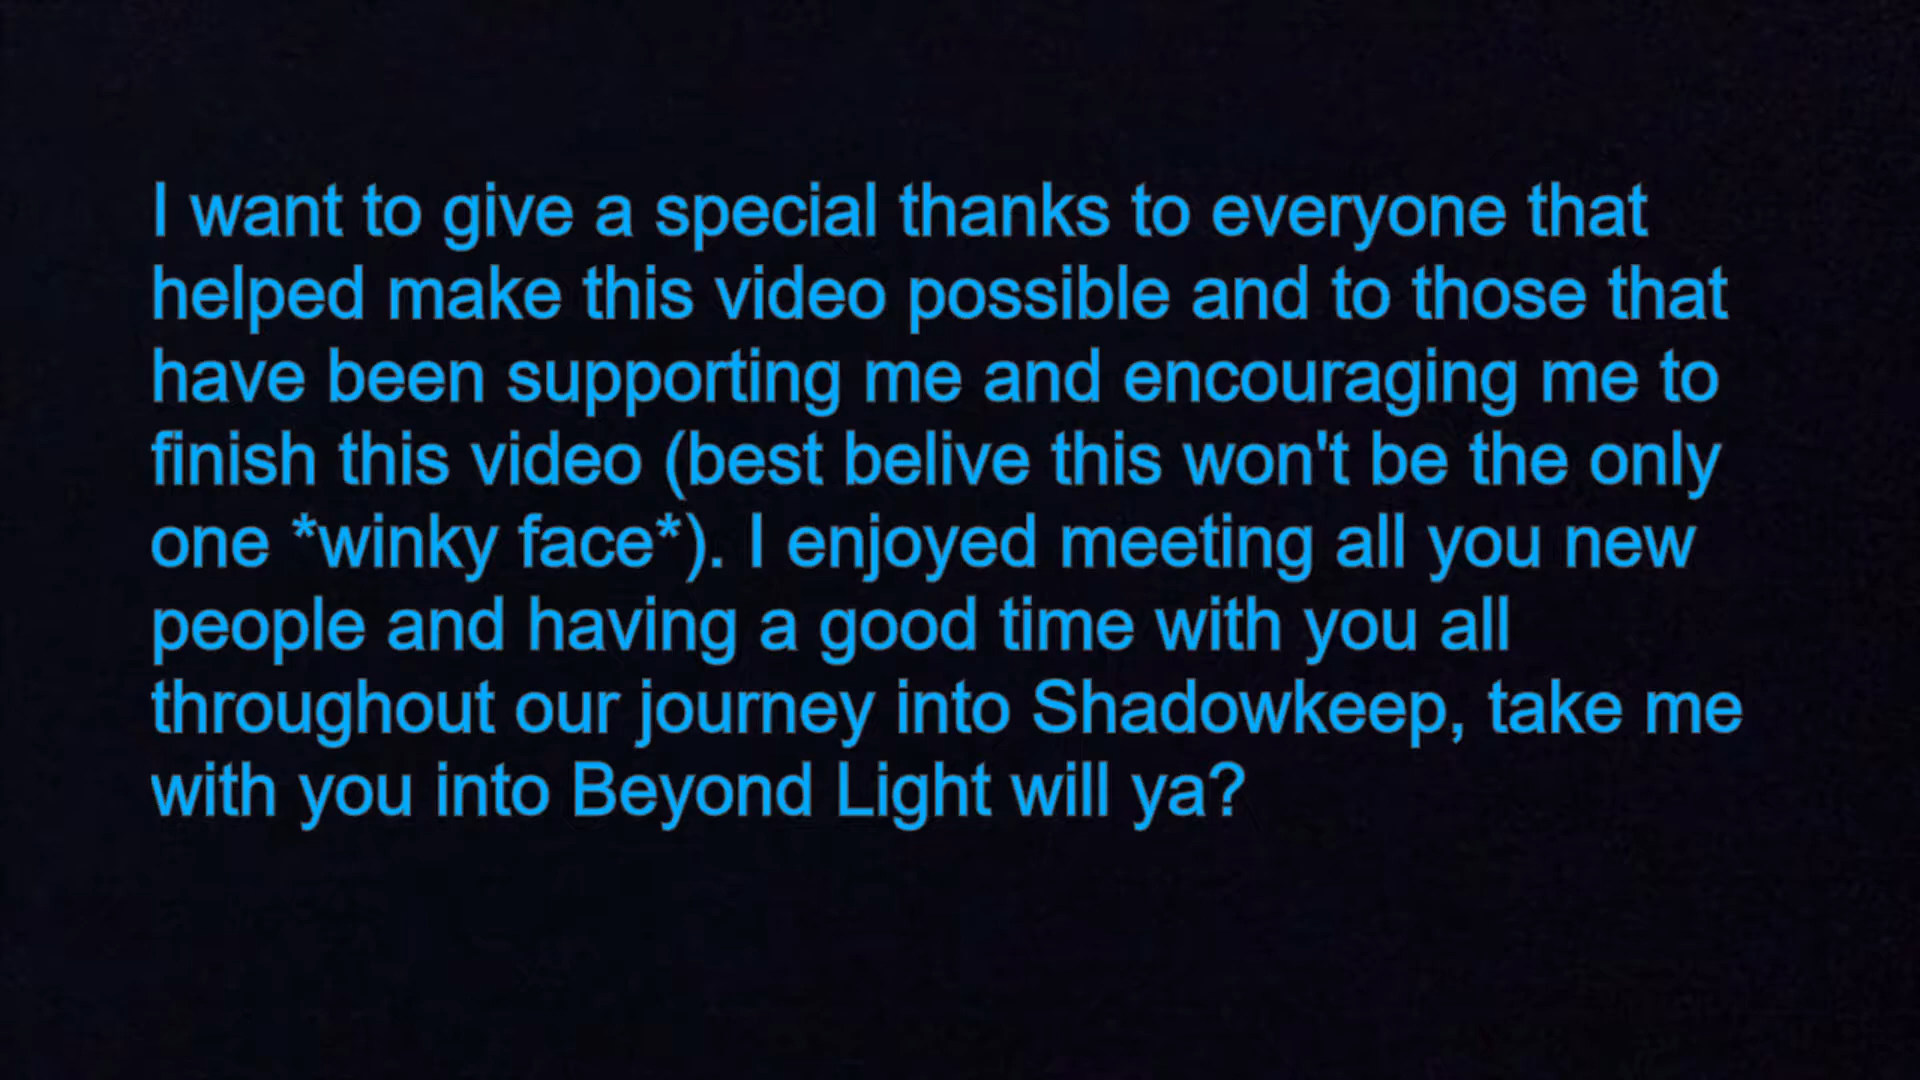 I want to give a special thanks to everyone that
helped make this video possible and to those that
have been supporting me and encouraging me to
finish this video (best belive this won't be the only
one *winky face*). I enjoyed meeting all you new
people and having a good time with you all
throughout our journey into Shadowkeep, take me
with you into Beyond Light will ya?